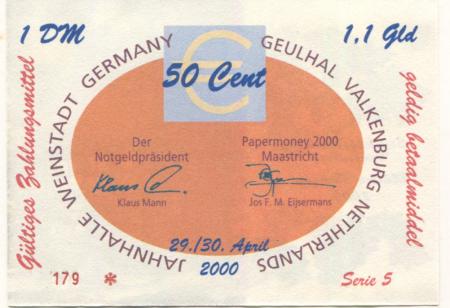 1 DM
1,1 Gld
€
50 Cent
JAHNHALLE WEINSTADT GERMANY
GEULHAL VALKENBURG NETHERLANDS
Gültiges Zahlungsmittel
geldig betaalmiddel
Der
Notgeldpräsident
Klaus Mann
Papermoney 2000
Maastricht
Jos F. M. Eijsermans
29./30. April
2000
179 *
Serie 5